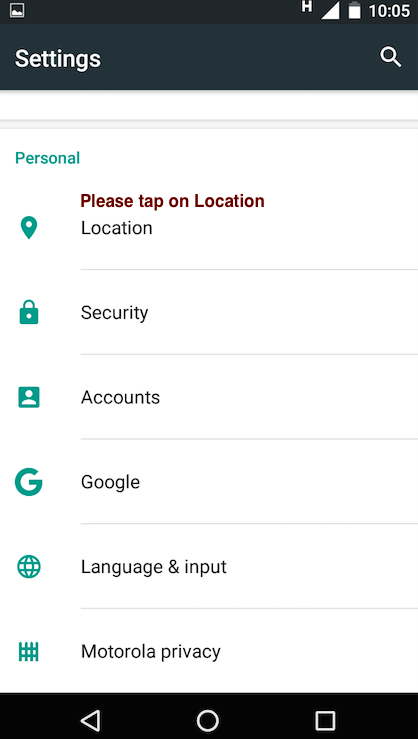 H 10:05
Settings
Personal
Please tap on Location
Location
Security
Accounts
Google
Language & input
Motorola privacy